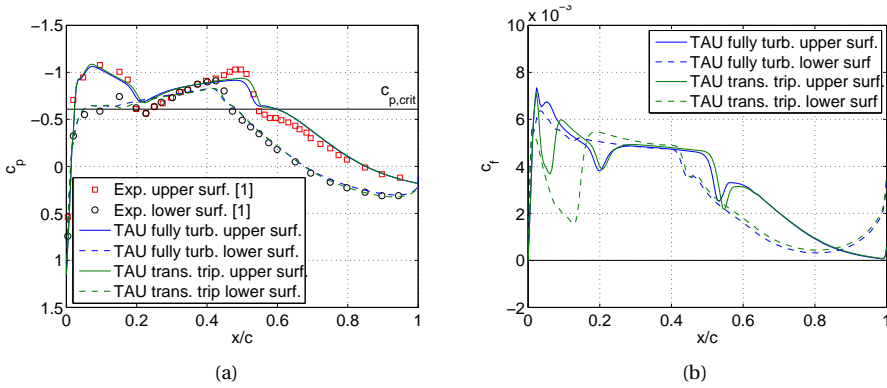 −1.5
−1
−0.5
0
0.5
1
1.5
c_p
0
0.2
0.4
0.6
0.8
1
x/c
c_p,crit
Exp. upper surf. [1]
Exp. lower surf. [1]
TAU fully turb. upper surf.
TAU fully turb. lower surf.
TAU trans. trip. upper surf.
TAU trans. trip lower surf.
(a)
8 x 10^−3
6
4
2
0
−2
c_f
0
0.2
0.4
0.6
0.8
1
x/c
TAU fully turb. upper surf.
TAU fully turb. lower surf
TAU trans. trip. upper surf.
TAU trans. trip. lower surf
(b)